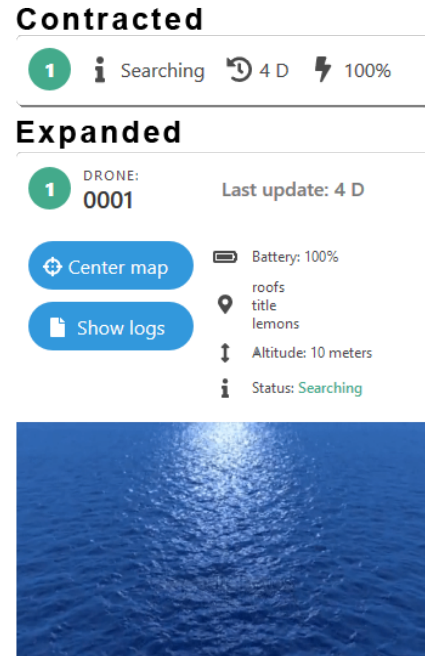 Contracted
1 Searching 4 D 100%
Expanded
1 DRONE:
0001
Last update: 4 D
Center map
Show logs
Battery: 100%
roofs
title
lemons
Altitude: 10 meters
Status: Searching